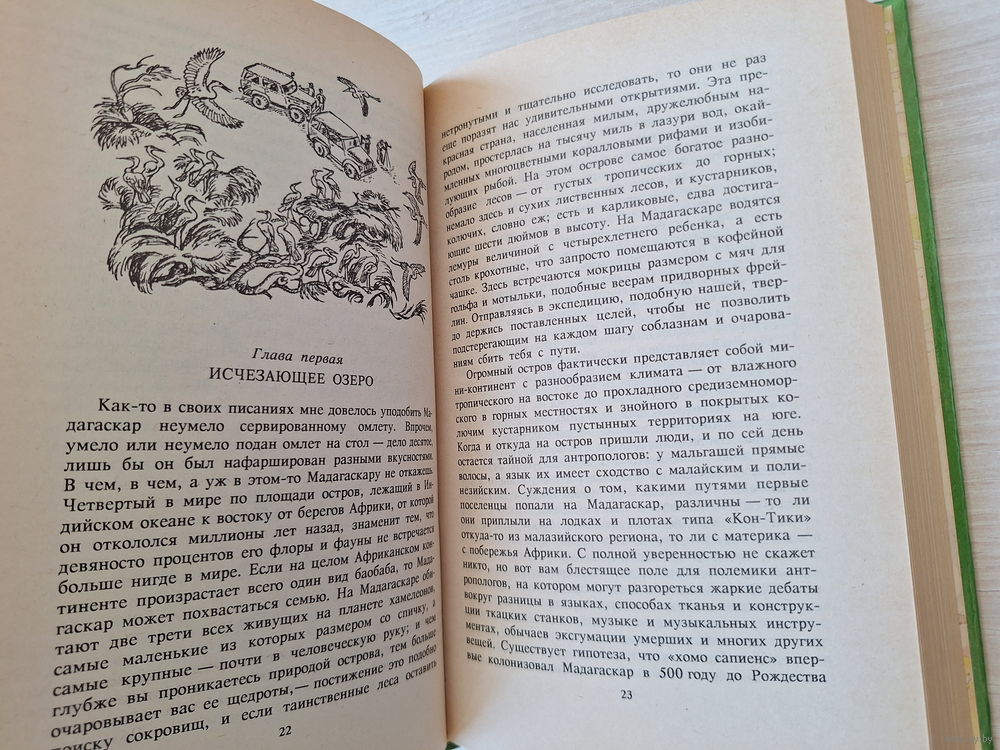 Глава первая
ИСЧЕЗАЮЩЕЕ ОЗЕРО
Как-то в своих писаниях мне довелось уподобить Ма-
дагаскар неумело сервированному омлету. Впрочем,
умело или неумело подан омлет на стол — дело десятое,
лишь бы он был нафарширован разными вкусностями.
В чем, в чем, а уж в этом-то Мадагаскару не откажешь.
Четвертый в мире по площади остров, лежащий в Ин-
дийском океане к востоку от берегов Африки, от которой
он откололся миллионы лет назад, знаменит тем, что
девяносто процентов его флоры и фауны не встречается
больше нигде в мире. Если на целом Африканском кон-
тиненте произрастает всего один вид баобаба, то Мада-
гаскар может похвастаться семью. На Мадагаскаре оби-
тают две трети всех живущих на планете хамелеонов,
самые маленькие из которых размером со спичку, а
самые крупные — почти в человеческую руку; и чем
глубже вы проникаетесь природой острова, тем больше
очаровывает вас ее щедроты,— постижение это подобно
поиску сокровищ, и если таинственные леса оставить
22
нетронутыми и тщательно исследовать, то они не раз
еще поразят нас удивительными открытиями. Эта пре-
красная страна, населенная милым, дружелюбным на-
родом, простерлась на тысячу миль в лазури вод, окай-
мленных многоцветными коралловыми рифами и изоби-
лующих рыбой. На этом острове самое богатое разно-
образие лесов — от густых тропических до горных;
немало здесь и сухих лиственных лесов, и кустарников,
колючих, словно еж; есть и карликовые, едва достига-
ющие шести дюймов в высоту. На Мадагаскаре водятся
лемуры величиной с четырехлетнего ребенка, а есть
столь крохотные, что запросто помещаются в кофейной
чашке. Здесь встречаются мокрицы размером с мяч для
гольфа и мотыльки, подобные веерам придворных фрей-
лин. Отправляясь в экспедицию, подобную нашей, твер-
до держись поставленных целей, чтобы не позволить
подстерегающим на каждом шагу соблазнам и очарова-
ниям сбить тебя с пути.
Огромный остров фактически представляет собой ми-
ни-континент с разнообразием климата — от влажного
тропического на востоке до прохладного средиземномор-
ского в горных местностях и знойного в покрытых ко-
лючим кустарником пустынных территориях на юге.
Когда и откуда на остров пришли люди, и по сей день
остается тайной для антропологов: у мальгашей прямые
волосы, а язык их имеет сходство с малайским и поли-
незийским. Суждения о том, какими путями первые
поселенцы попали на Мадагаскар, различны — то ли
они приплыли на лодках и плотах типа «Кон-Тики»
откуда-то из малазийского региона, то ли с материка —
с побережья Африки. С полной уверенностью не скажет
никто, но вот вам блестящее поле для полемики ант-
ропологов, на котором могут разгореться жаркие дебаты
вокруг разницы в языках, способах тканья и конструк-
ции ткацких станков, музыке и музыкальных инстру-
ментах, обычаев эксгумации умерших и многих других
вещей. Существует гипотеза, что «хомо сапиенс» впер-
вые колонизовал Мадагаскар в 500 году до Рождества
23